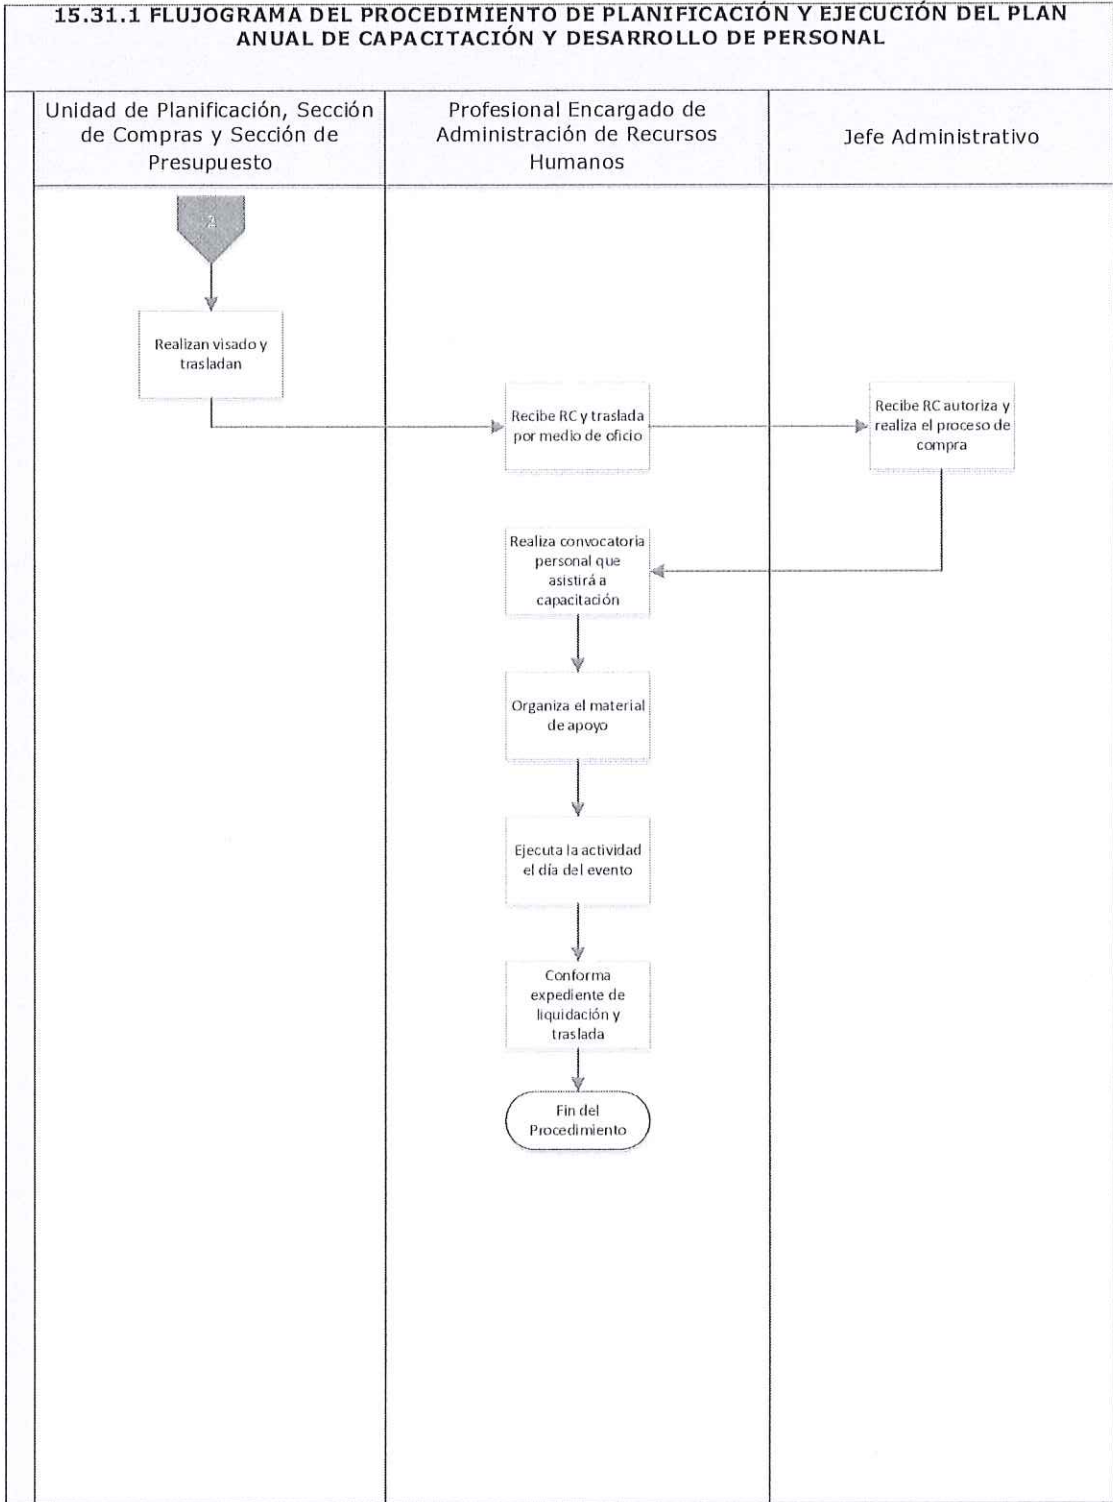 15.31.1 FLUJOGRAMA DEL PROCEDIMIENTO DE PLANIFICACIÓN Y EJECUCIÓN DEL PLAN
ANUAL DE CAPACITACIÓN Y DESARROLLO DE PERSONAL
Unidad de Planificación, Sección
de Compras y Sección de
Presupuesto
Profesional Encargado de
Administración de Recursos
Humanos
Jefe Administrativo
2
Realizan visado y
trasladan
Recibe RC y traslada
por medio de oficio
Recibe RC autoriza y
realiza el proceso de
compra
Realiza convocatoria
personal que
asistirá a
capacitación
Organiza el material
de apoyo
Ejecuta la actividad
el día del evento
Conforma
expediente de
liquidación y
traslada
Fin del
Procedimiento